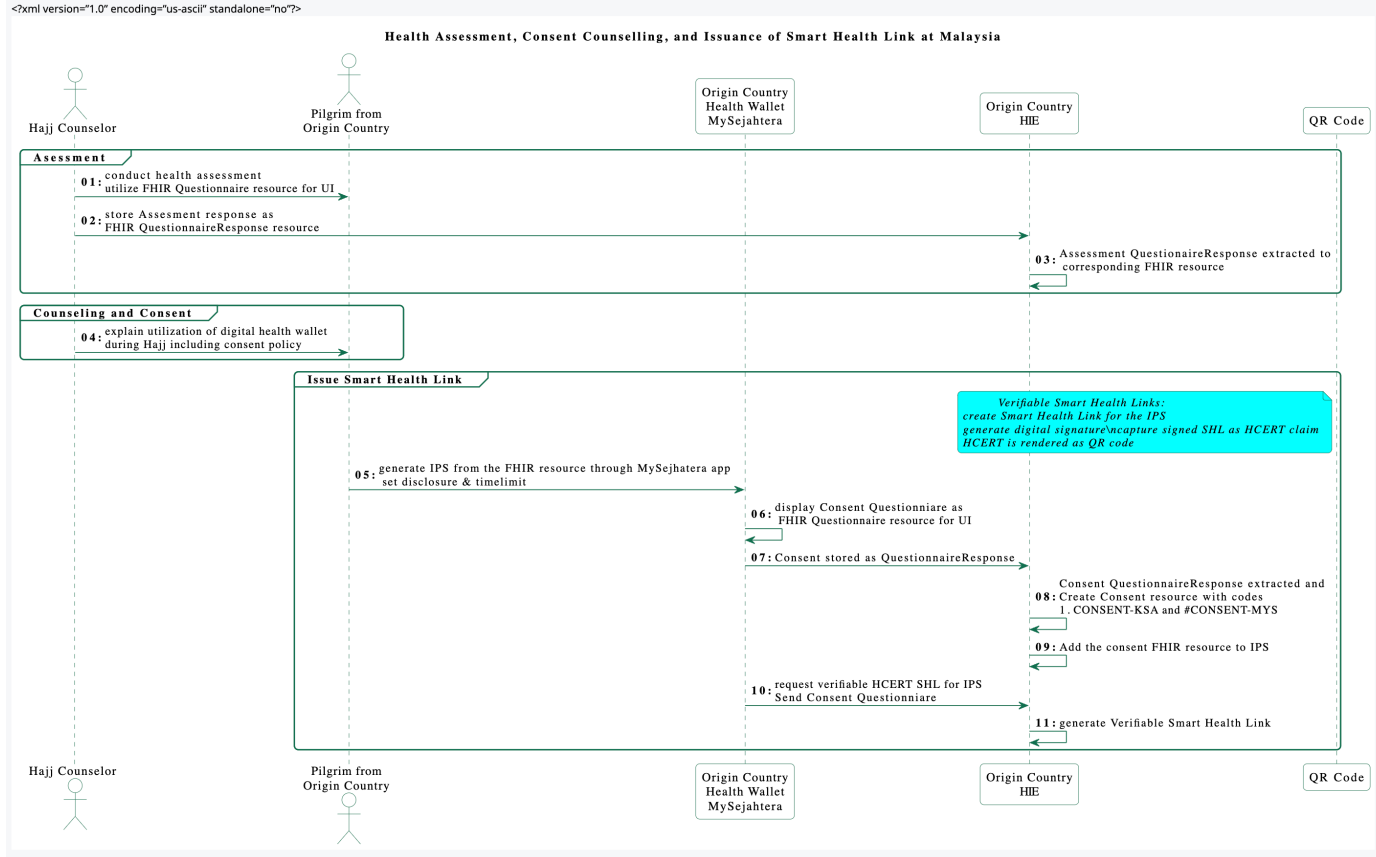 <?xml version="1.0" encoding="us-ascii" standalone="no"?>
Health Assessment, Consent Counselling, and Issuance of Smart Health Link at Malaysia
Hajj Counselor
Pilgrim from
Origin Country
Origin Country
Health Wallet
MySejahtera
Origin Country
HIE
QR Code
Asessment
01: conduct health assessment
utilize FHIR Questionnaire resource for UI
02: store Assesment response as
FHIR QuestionnaireResponse resource
03: Assessment QuestionaireResponse extracted to
corresponding FHIR resource
Counseling and Consent
04: explain utilization of digital health wallet
during Hajj including consent policy
Issue Smart Health Link
Verifiable Smart Health Links:
create Smart Health Link for the IPS
generate digital signature\ncapture signed SHL as HCERT claim
HCERT is rendered as QR code
05: generate IPS from the FHIR resource through MySejhatera app
set disclosure & timelimit
06: display Consent Questionniare as
FHIR Questionnaire resource for UI
07: Consent stored as QuestionnaireResponse
Consent QuestionnaireResponse extracted and
08: Create Consent resource with codes
1. CONSENT-KSA and #CONSENT-MYS
09: Add the consent FHIR resource to IPS
10: request verifiable HCERT SHL for IPS
Send Consent Questionniare
11: generate Verifiable Smart Health Link
Hajj Counselor
Pilgrim from
Origin Country
Origin Country
Health Wallet
MySejahtera
Origin Country
HIE
QR Code